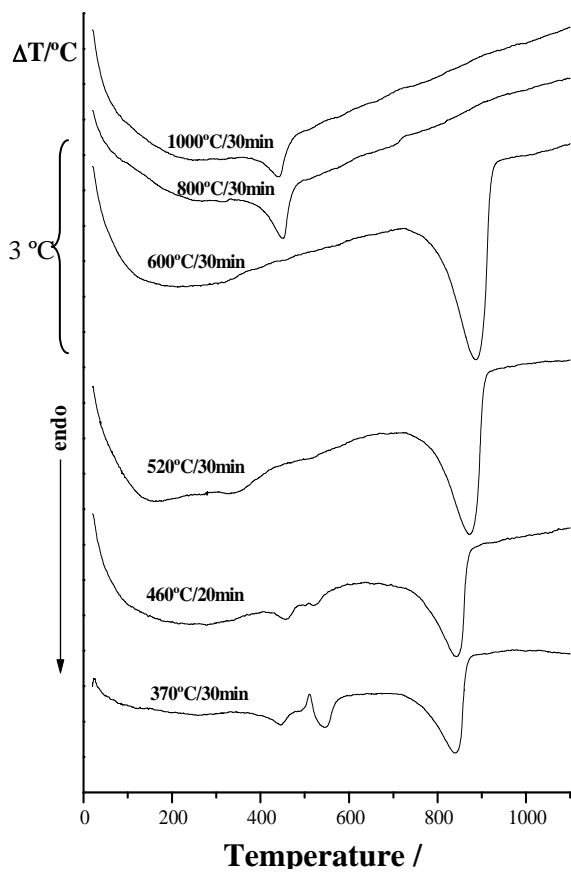 ΔT/ºC
1000ºC/30min
800ºC/30min
3 ºC
600ºC/30min
endo
520ºC/30min
460ºC/20min
370ºC/30min
0 200 400 600 800 1000
Temperature /